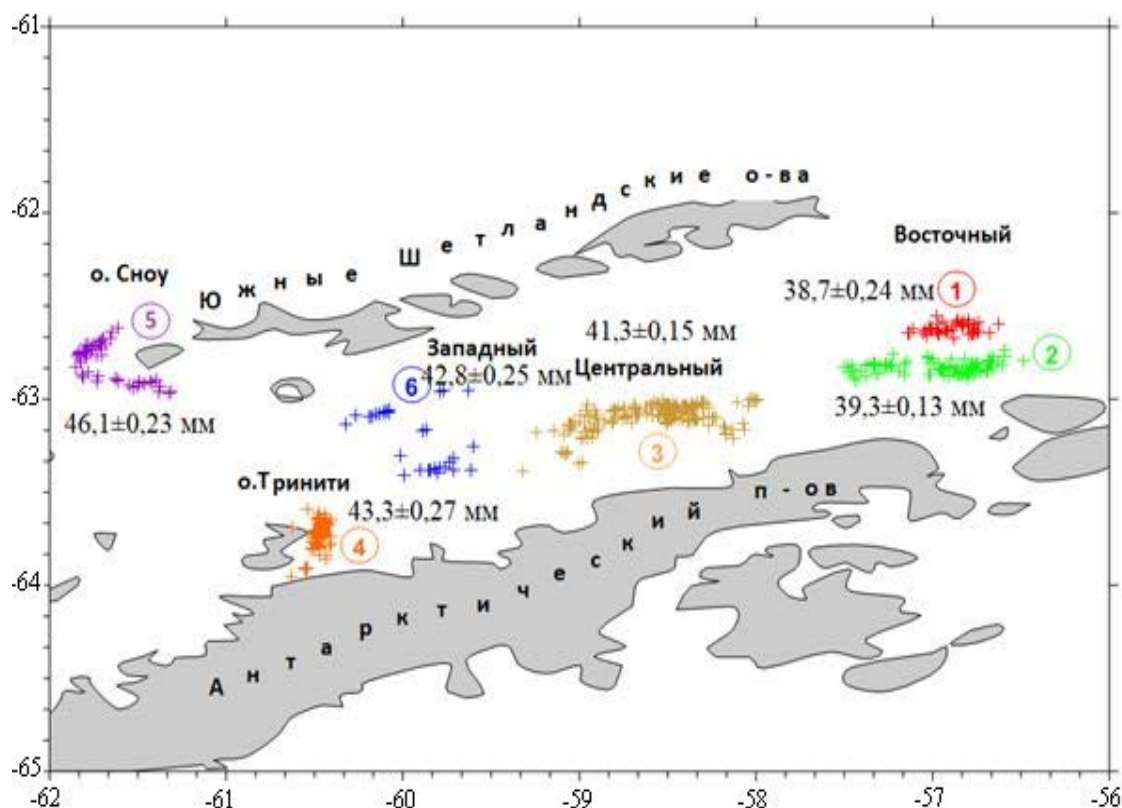 -61
-62
-63
-64
-65
Восточный
38,7±0,24 мм
1
2
39,3±0,13 мм
Южные Шетландские о-ва
о. Сноу
5
46,1±0,23 мм
Западный
6
42,8±0,25 мм
41,3±0,15 мм
Центральный
3
о.Тринити
43,3±0,27 мм
4
Антарктический п-ов
-62
-61
-60
-59
-58
-57
-56